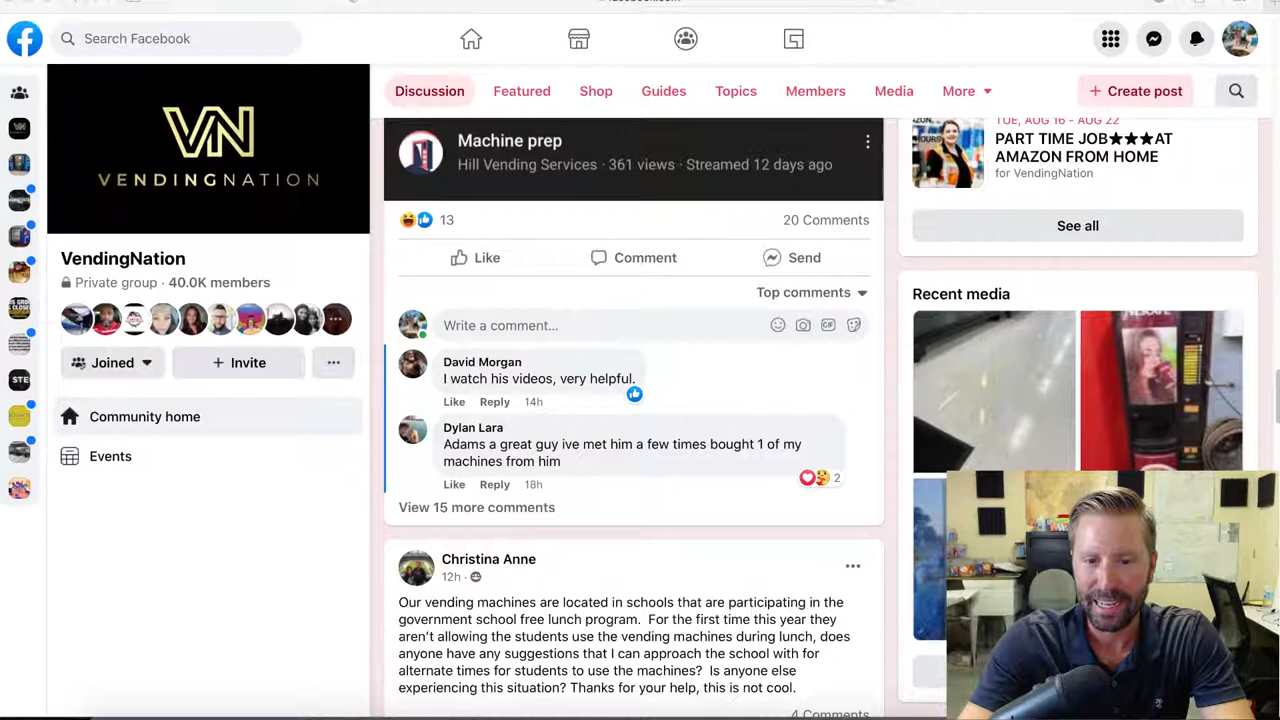 Search Facebook
VN
VENDINGNATION
VendingNation
Private group · 40.0K members
Joined
+ Invite
Community home
Events
Discussion
Featured
Shop
Guides
Topics
Members
Media
More
+ Create post
Machine prep
Hill Vending Services · 361 views · Streamed 12 days ago
13
20 Comments
Like
Comment
Send
Top comments
Write a comment...
GIF
David Morgan
I watch his videos, very helpful.
Like Reply 14h
Dylan Lara
Adams a great guy ive met him a few times bought 1 of my
machines from him
2
Like Reply 18h
View 15 more comments
Christina Anne
12h ·
Our vending machines are located in schools that are participating in the
government school free lunch program. For the first time this year they
aren't allowing the students use the vending machines during lunch, does
anyone have any suggestions that I can approach the school with for
alternate times for students to use the machines? Is anyone else
experiencing this situation? Thanks for your help, this is not cool.
4 Comments
TUE, AUG 16 - AUG 22
PART TIME JOB★★★AT
AMAZON FROM HOME
for VendingNation
See all
Recent media